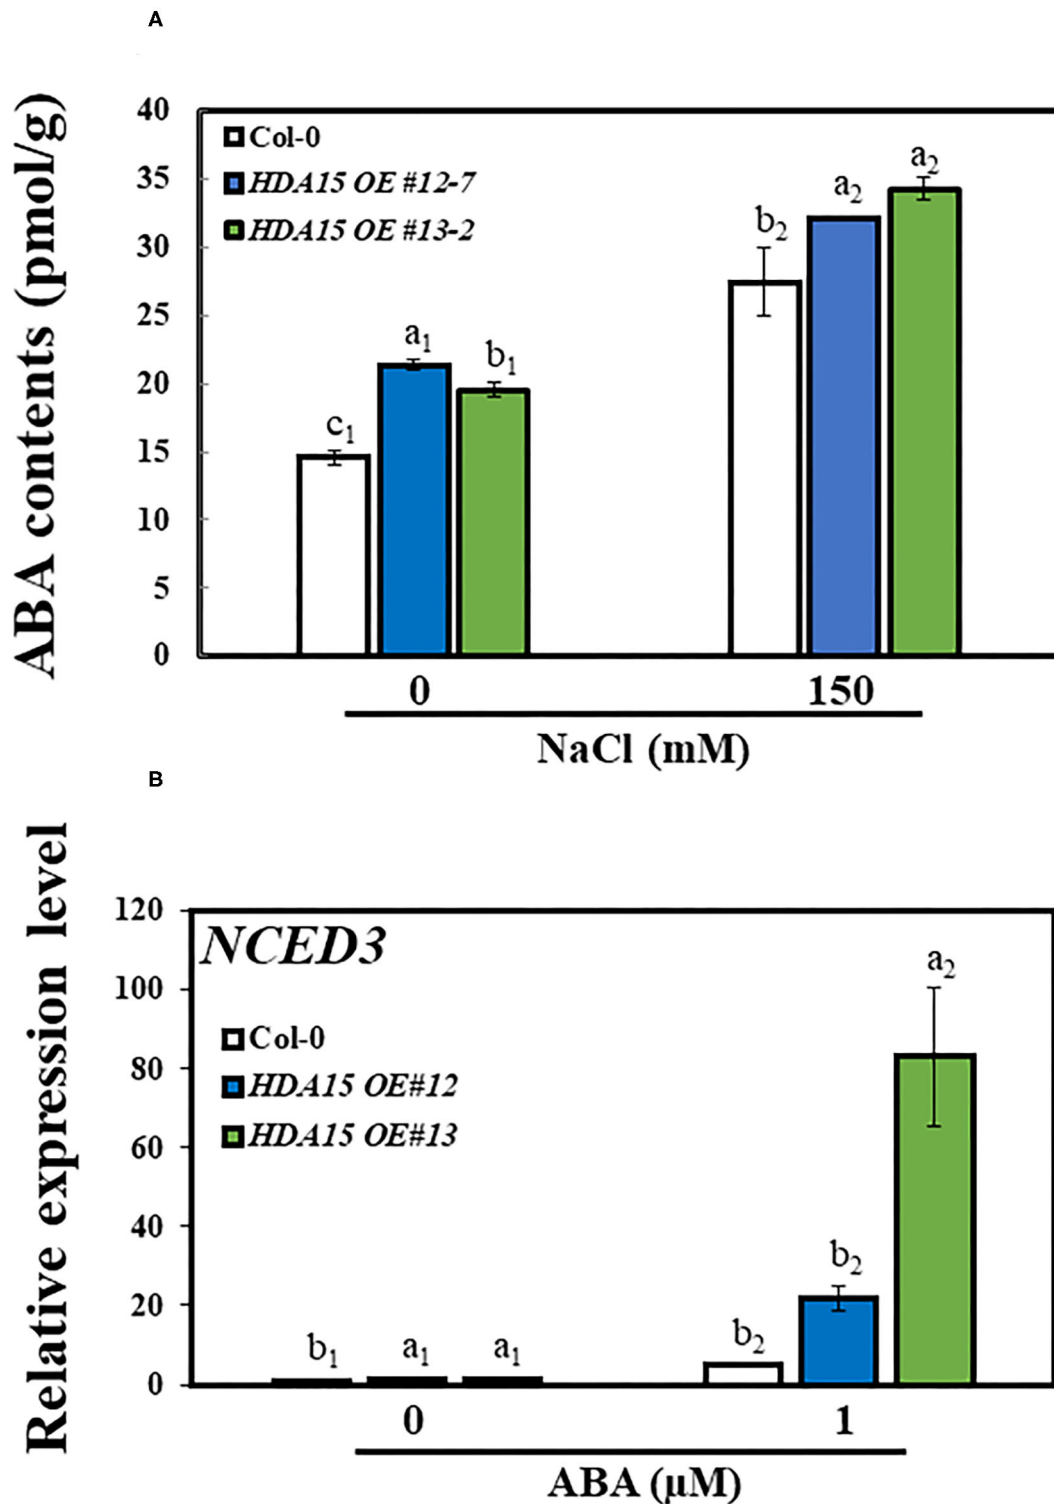 A
ABA contents (pmol/g)
40
35
30
25
20
15
10
5
0
Col-0
HDA15 OE #12-7
HDA15 OE #13-2
c1
a1
b1
b2
a2
a2
0
150
NaCl (mM)
B
Relative expression level
120
100
80
60
40
20
0
NCED3
Col-0
HDA15 OE#12
HDA15 OE#13
b1
a1
a1
b2
b2
a2
0
1
ABA (μM)